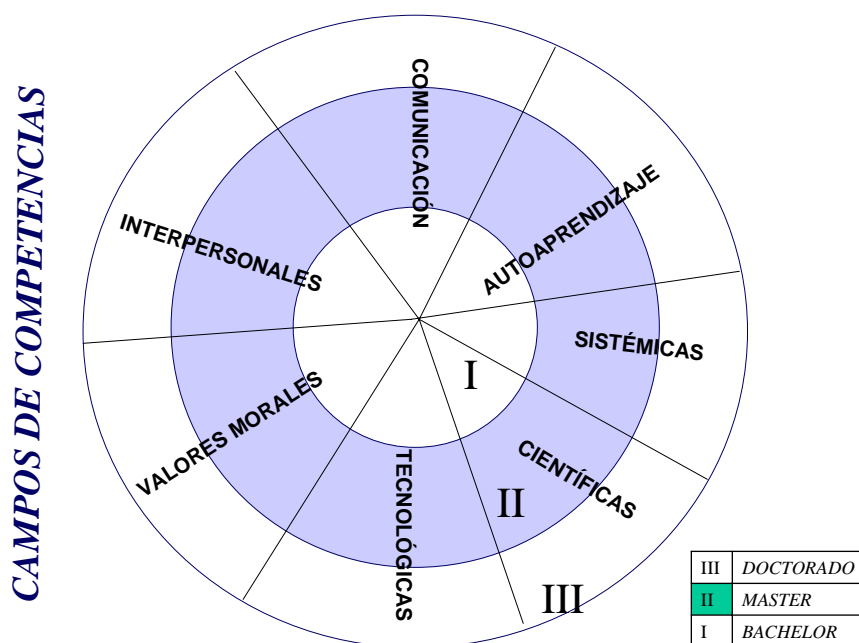 CAMPOS DE COMPETENCIAS
COMUNICACIÓN
AUTOAPRENDIZAJE
INTERPERSONALES
SISTÉMICAS
I
VALORES MORALES
TECNOLÓGICAS
CIENTÍFICAS
II
III
III DOCTORADO
II MASTER
I BACHELOR